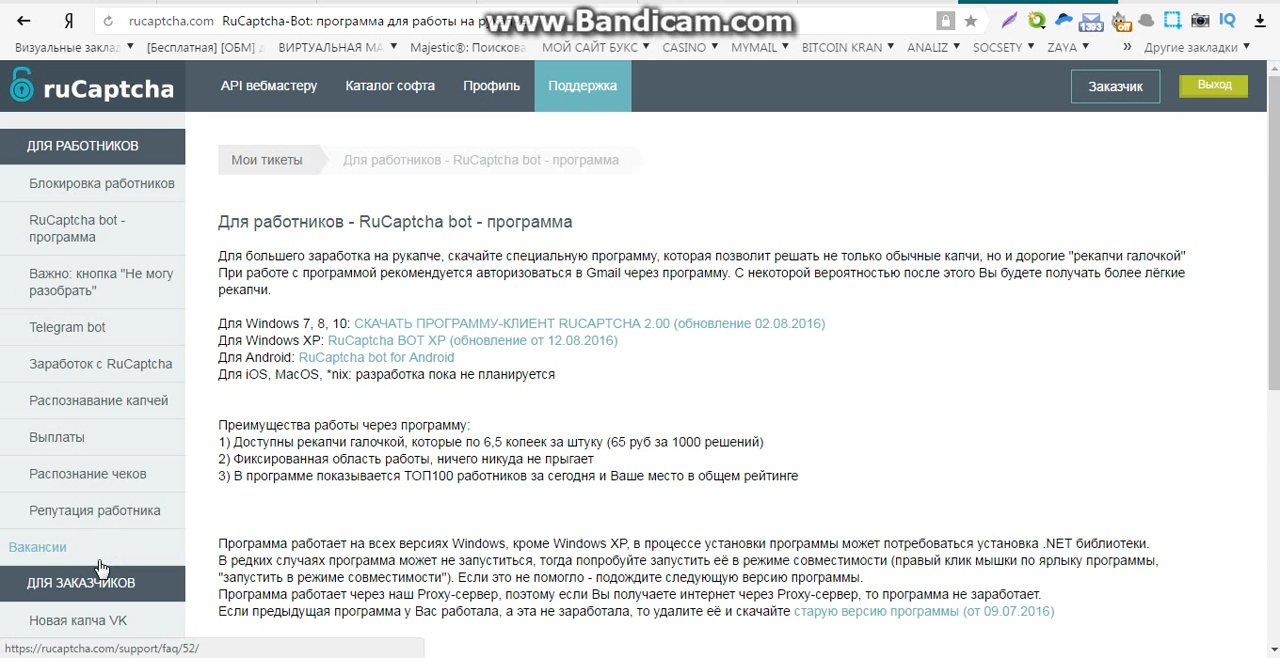 Я rucaptcha.com RuCaptcha-Bot: программа для работы на
www.Bandicam.com
Визуальные заклад [Бесплатная] [ОБМ] ВИРТУАЛЬНАЯ МА Majestic®: Поискова МОЙ САЙТ БУКС CASINO MYMAIL BITCOIN KRAN ANALIZ SOCSETY ZAYA » Другие закладки
ruCaptcha API вебмастеру Каталог софта Профиль Поддержка Заказчик Выход
ДЛЯ РАБОТНИКОВ
Блокировка работников
RuCaptcha bot -
программа
Важно: кнопка "Не могу
разобрать"
Telegram bot
Заработок с RuCaptcha
Распознавание капчей
Выплаты
Распознание чеков
Репутация работника
Вакансии
ДЛЯ ЗАКАЗЧИКОВ
Новая капча VK
https://rucaptcha.com/support/faq/52/
Мои тикеты Для работников - RuCaptcha bot - программа
Для работников - RuCaptcha bot - программа
Для большего заработка на рукапче, скачайте специальную программу, которая позволит решать не только обычные капчи, но и дорогие "рекапчи галочкой"
При работе с программой рекомендуется авторизоваться в Gmail через программу. С некоторой вероятностью после этого Вы будете получать более лёгкие
рекапчи.
Для Windows 7, 8, 10: СКАЧАТЬ ПРОГРАММУ-КЛИЕНТ RUCAPTCHA 2.00 (обновление 02.08.2016)
Для Windows XP: RuCaptcha BOT XP (обновление от 12.08.2016)
Для Android: RuCaptcha bot for Android
Для iOS, MacOS, *nix: разработка пока не планируется
Преимущества работы через программу:
1) Доступны рекапчи галочкой, которые по 6,5 копеек за штуку (65 руб за 1000 решений)
2) Фиксированная область работы, ничего никуда не прыгает
3) В программе показывается ТОП100 работников за сегодня и Ваше место в общем рейтинге
Программа работает на всех версиях Windows, кроме Windows XP, в процессе установки программы может потребоваться установка .NET библиотеки.
В редких случаях программа может не запуститься, тогда попробуйте запустить её в режиме совместимости (правый клик мышки по ярлыку программы,
"запустить в режиме совместимости"). Если это не помогло - подождите следующую версию программы.
Программа работает через наш Proxy-сервер, поэтому если Вы получаете интернет через Proxy-сервер, то программа не заработает.
Если предыдущая программа у Вас работала, а эта не заработала, то удалите её и скачайте старую версию программы (от 09.07.2016)